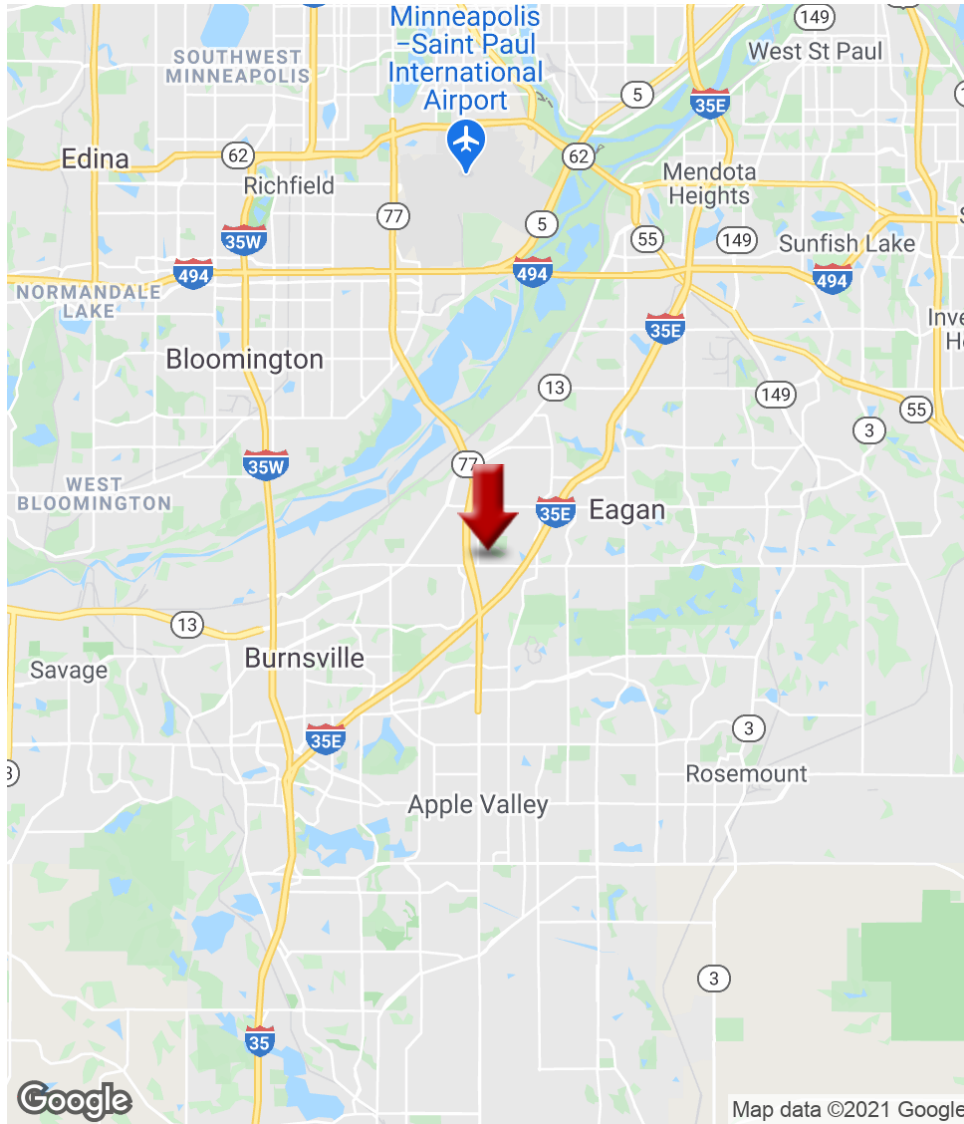 Minneapolis
–Saint Paul
International
Airport
149
West St Paul
SOUTHWEST
MINNEAPOLIS
5
35E
Edina
62
Richfield
62
Mendota
Heights
77
5
35W
55
149
Sunfish Lake
494
494
494
NORMANDALE
LAKE
35E
Bloomington
13
149
55
3
35W
77
WEST
BLOOMINGTON
35E
Eagan
13
Savage
Burnsville
35E
3
Rosemount
Apple Valley
3
35
Google
Map data ©2021 Google